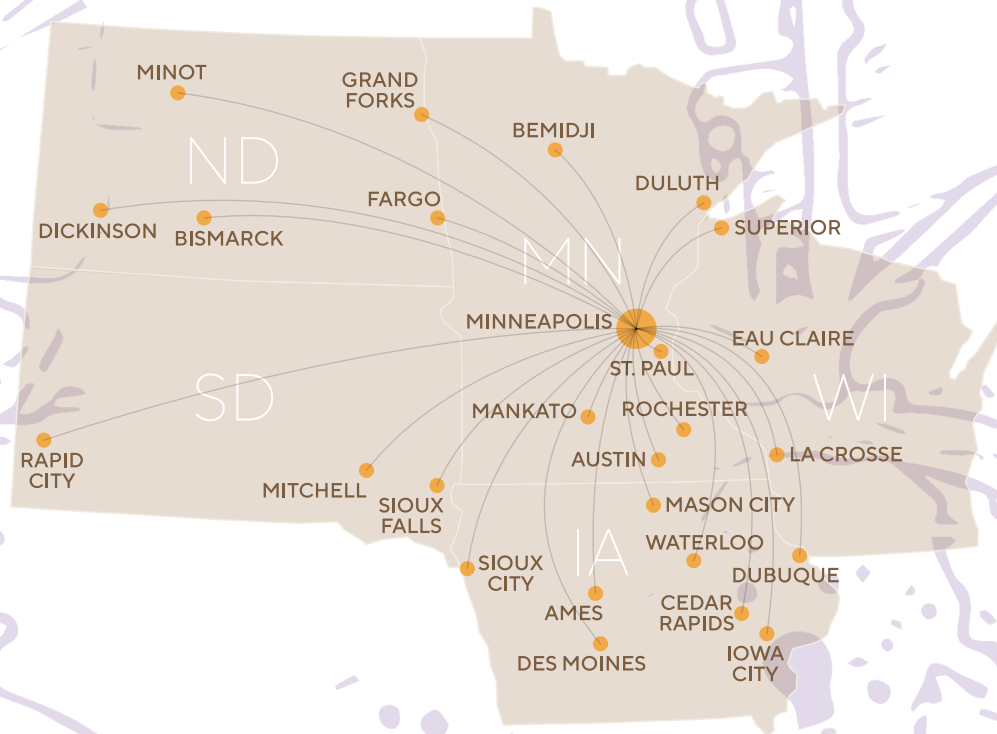 MINOT
GRAND
FORKS
BEMIDJI
ND
DULUTH
FARGO
SUPERIOR
DICKINSON
BISMARCK
MN
MINNEAPOLIS
EAU CLAIRE
ST. PAUL
SD
WI
MANKATO
ROCHESTER
RAPID
CITY
AUSTIN
LA CROSSE
MITCHELL
SIOUX
FALLS
MASON CITY
WATERLOO
IA
SIOUX
CITY
DUBUQUE
AMES
CEDAR
RAPIDS
DES MOINES
IOWA
CITY